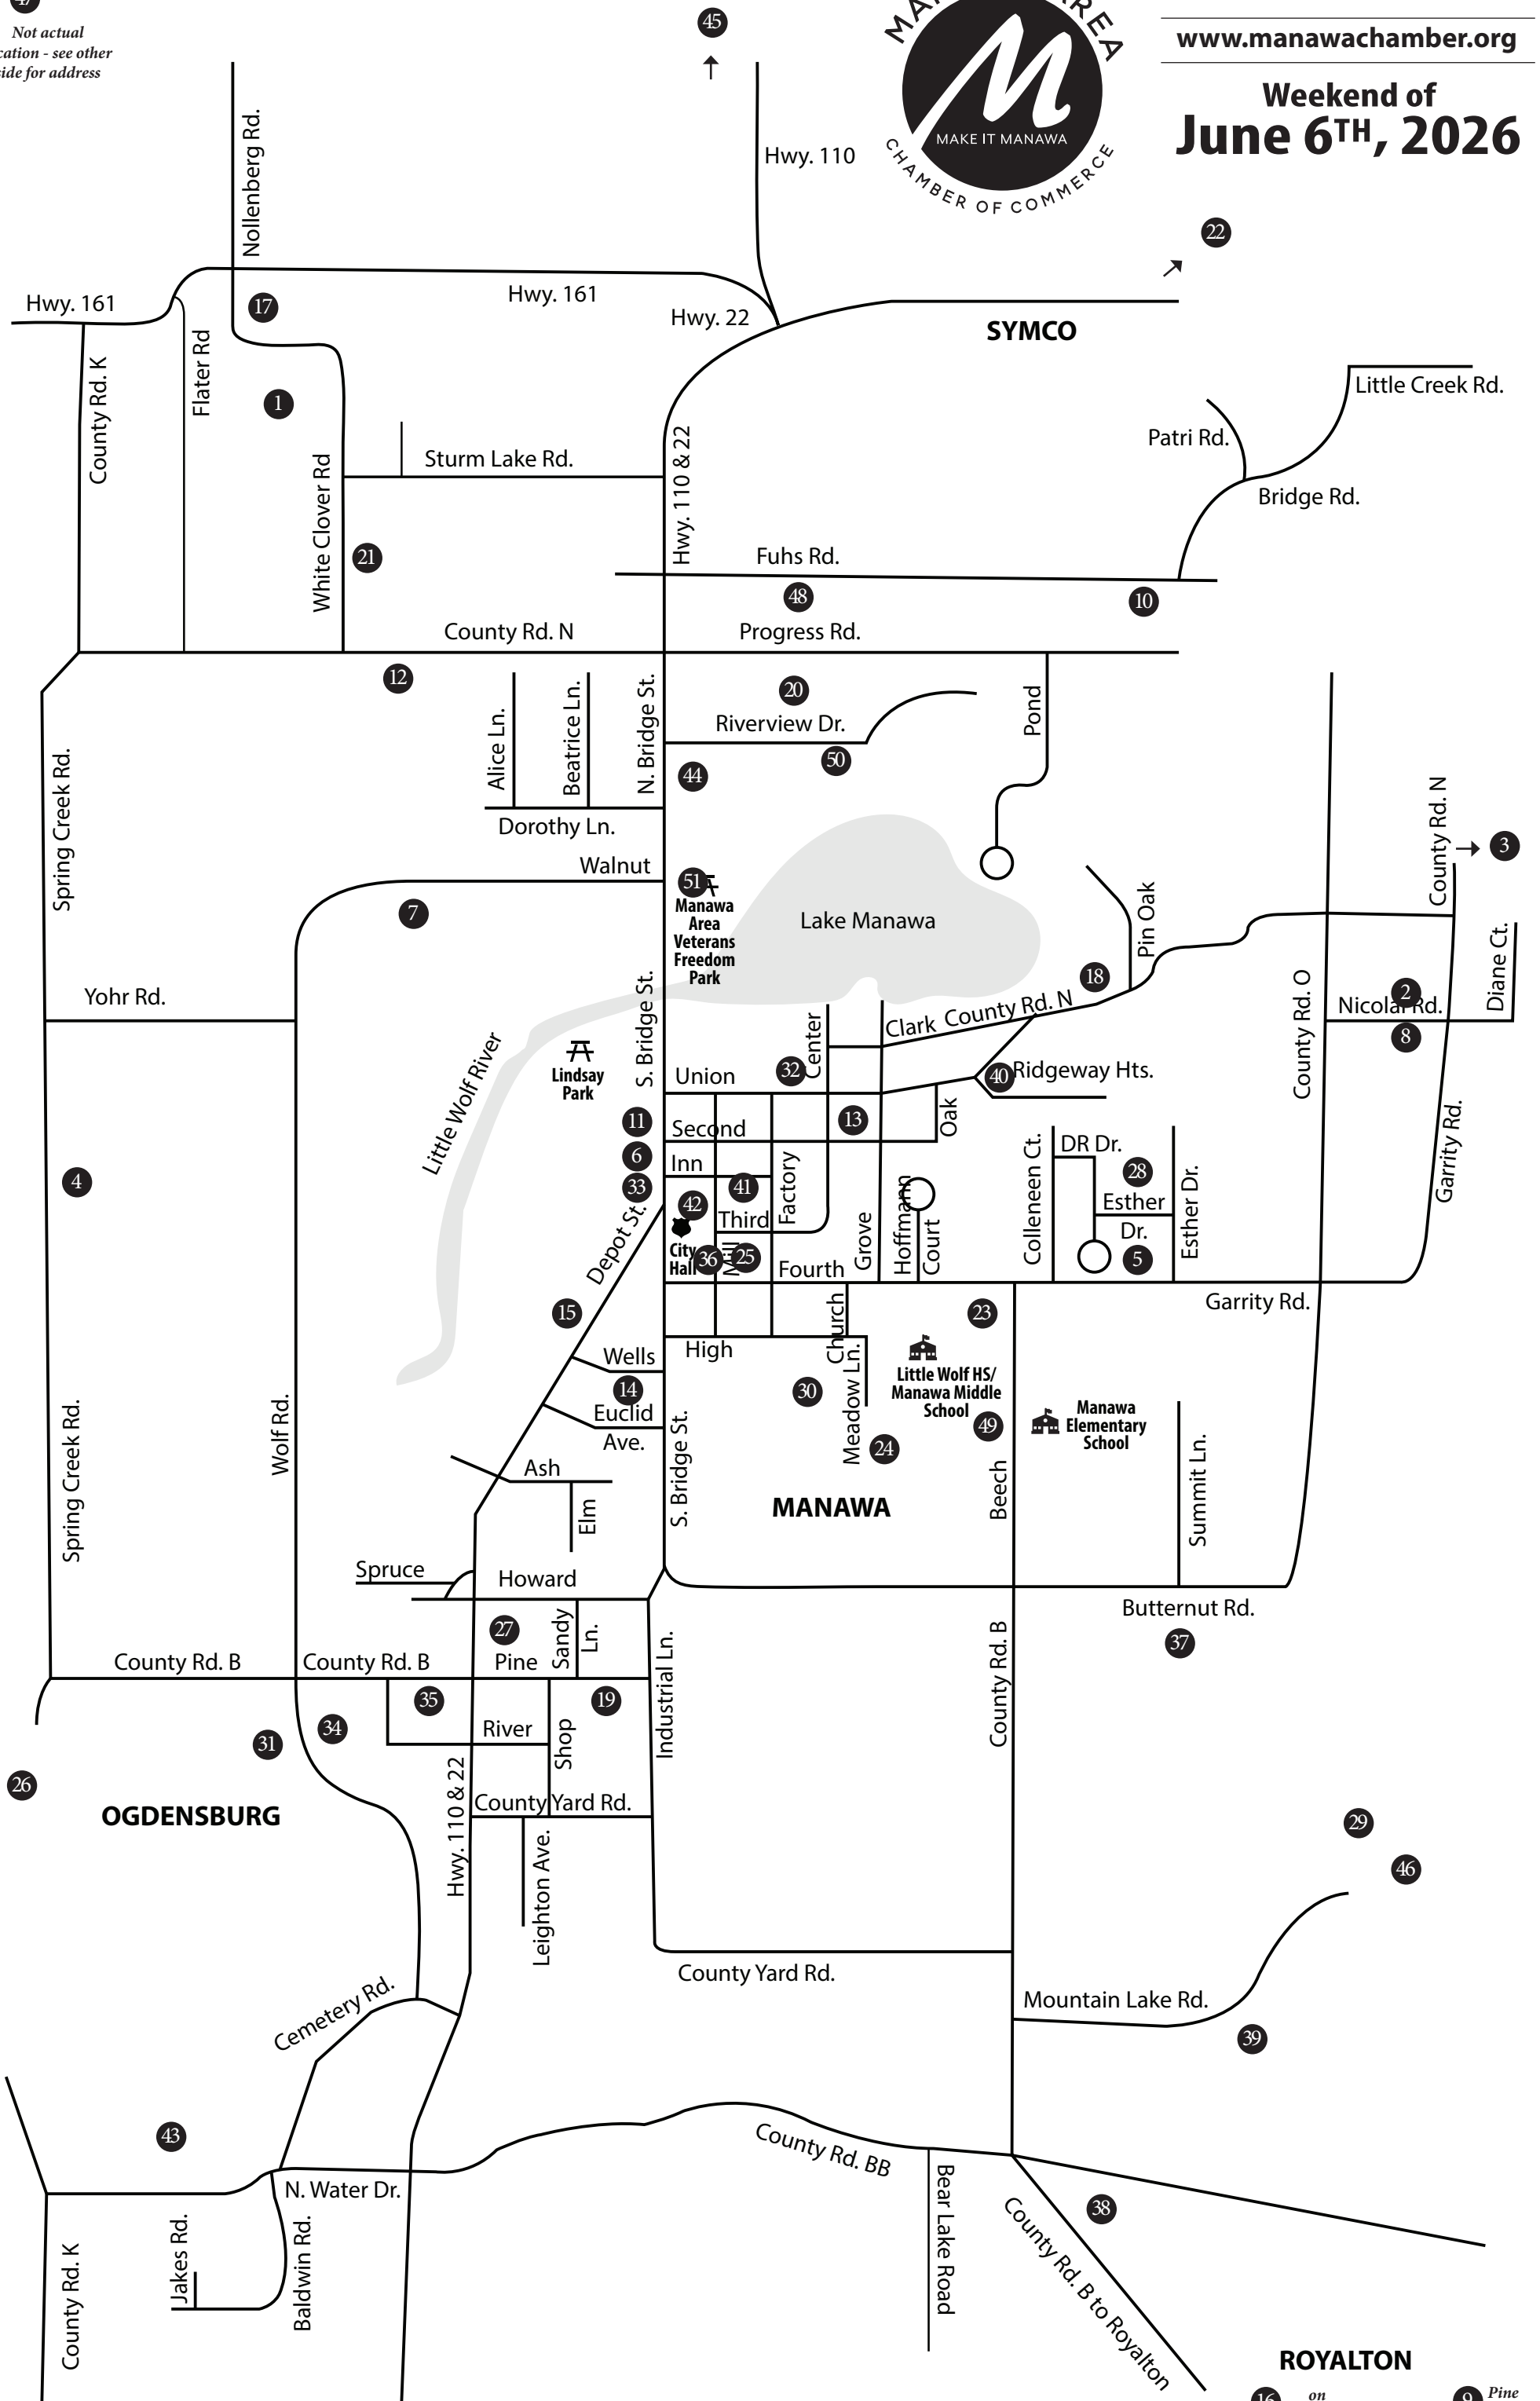 47
Not actual
cation - see other
ide for address
45
AREA
MAKE IT MANAWA
CHAMBER OF COMMERCE
www.manawachamber.org
Weekend of
June 6TH, 2026
Nollenberg Rd.
Hwy. 110
22
Hwy. 161
17
Hwy. 161
Hwy. 22
SYMCO
County Rd. K
Flater Rd
1
Little Creek Rd.
Patri Rd.
Sturm Lake Rd.
White Clover Rd
Hwy. 110 & 22
Bridge Rd.
21
Fuhs Rd.
48
10
County Rd. N
Progress Rd.
12
20
Alice Ln.
Beatrice Ln.
N. Bridge St.
Riverview Dr.
Pond
50
44
Spring Creek Rd.
Dorothy Ln.
County Rd. N
3
Walnut
51
7
Manawa
Area
Veterans
Freedom
Park
Lake Manawa
Pin Oak
Diane Ct.
18
2
Yohr Rd.
Nicolai Rd.
S. Bridge St.
Center
Clark
County Rd. N
County Rd. O
8
Little Wolf River
Lindsay
Park
Union
32
40
Ridgeway Hts.
11
Second
13
Oak
Garrity Rd.
4
6
Inn
33
41
Factory
42
Third
Depot St.
City
Hall
36
Mill
25
Fourth
Grove
Hoffmann
Court
Colleneen Ct.
DR Dr.
28
Esther
Dr.
5
Esther Dr.
Garrity Rd.
15
Church
23
High
Wells
Little Wolf HS/
Manawa Middle
School
14
30
Meadow Ln.
Euclid
Ave.
49
Manawa
Elementary
School
24
Spring Creek Rd.
Wolf Rd.
Ash
Elm
S. Bridge St.
MANAWA
Beech
Summit Ln.
Spruce
Howard
Butternut Rd.
27
Sandy
Ln.
37
County Rd. B
County Rd. B
Pine
Industrial Ln.
County Rd. B
35
19
34
31
River
Shop
26
OGDENSBURG
Hwy. 110 & 22
County Yard Rd.
Leighton Ave.
29
46
County Yard Rd.
Cemetery Rd.
Mountain Lake Rd.
39
43
County Rd. BB
N. Water Dr.
Jakes Rd.
Baldwin Rd.
County Rd. K
Bear Lake Road
38
County Rd. B to Royalton
ROYALTON
16
on
9
Pine